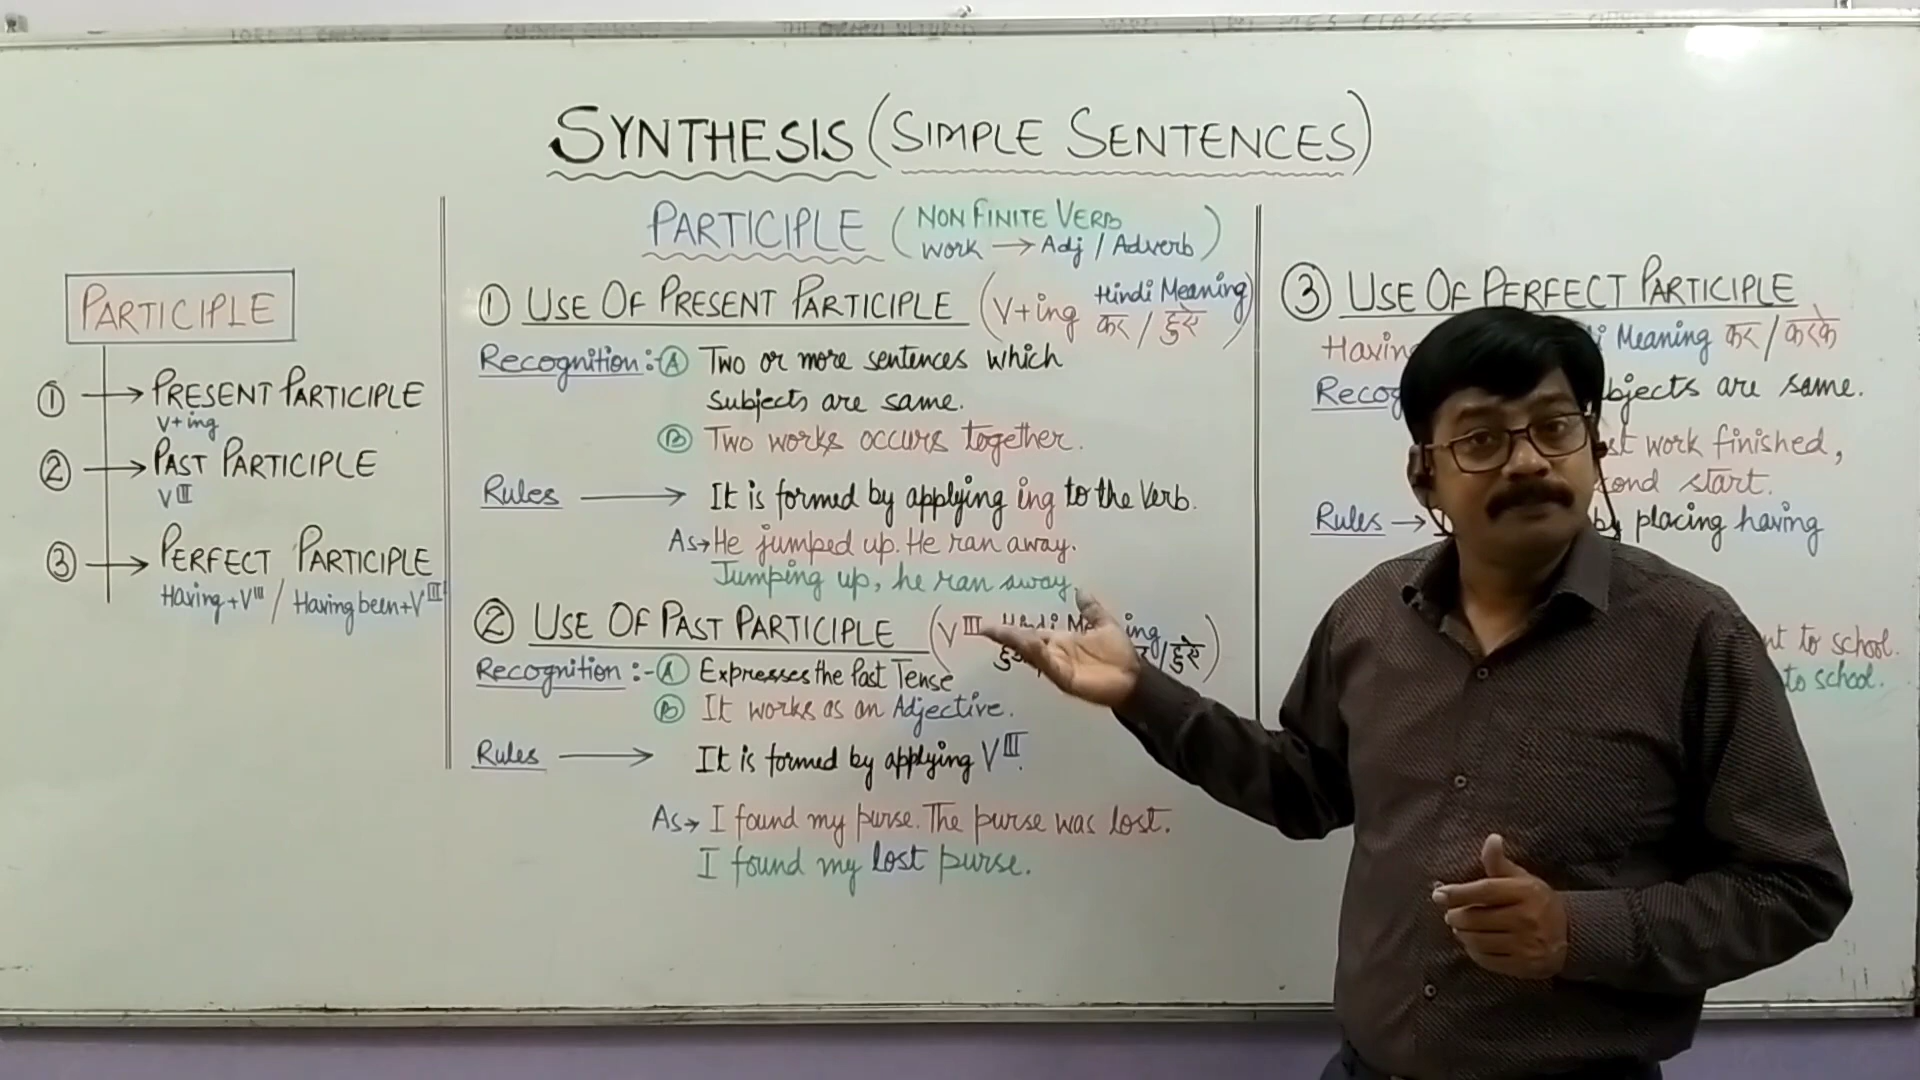 SYNTHESIS (SIMPLE SENTENCES)
PARTICIPLE
① → PRESENT PARTICIPLE
V+ing
② → PAST PARTICIPLE
V III
③ → PERFECT PARTICIPLE
Having + V III / Having been + V III
PARTICIPLE ( NON FINITE VERB
work → Adj / Adverb )
① USE OF PRESENT PARTICIPLE ( V+ing Hindi Meaning
कर / हुए )
Recognition :- Ⓐ Two or more sentences which
subjects are same.
Ⓑ Two works occurs together.
Rules → It is formed by applying ing to the Verb.
As→ He jumped up. He ran away.
Jumping up, he ran away.
② USE OF PAST PARTICIPLE ( V III
/ हुए )
Recognition :- Ⓐ Expresses the Past Tense
Ⓑ It works as an Adjective.
Rules → It is formed by applying V III.
As→ I found my purse. The purse was lost.
I found my lost purse.
③ USE OF PERFECT PARTICIPLE
Meaning कर / करके
are same.
work finished,
start.
Rules → by placing having
to school.
to school.